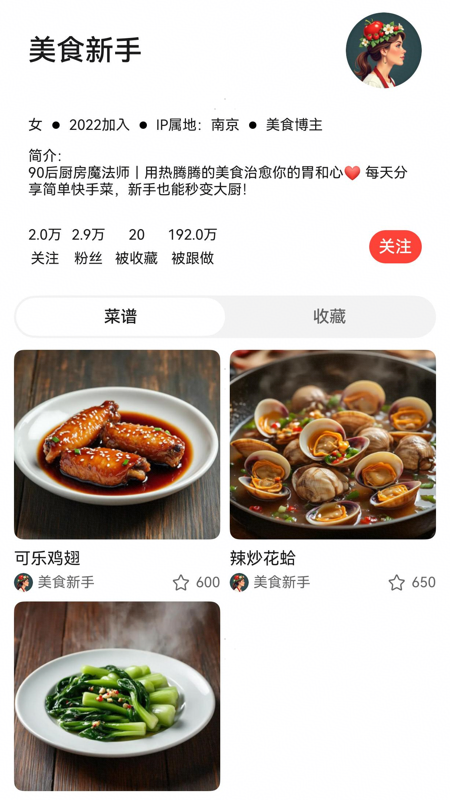 美食新手
女 ● 2022加入 ● IP属地：南京 ● 美食博主
简介：
90后厨房魔法师丨用热腾腾的美食治愈你的胃和心❤️ 每天分
享简单快手菜，新手也能秒变大厨！
2.0万 2.9万 20 192.0万
关注 粉丝 被收藏 被跟做
关注
菜谱 收藏
可乐鸡翅 辣炒花蛤
美食新手 600 美食新手 650